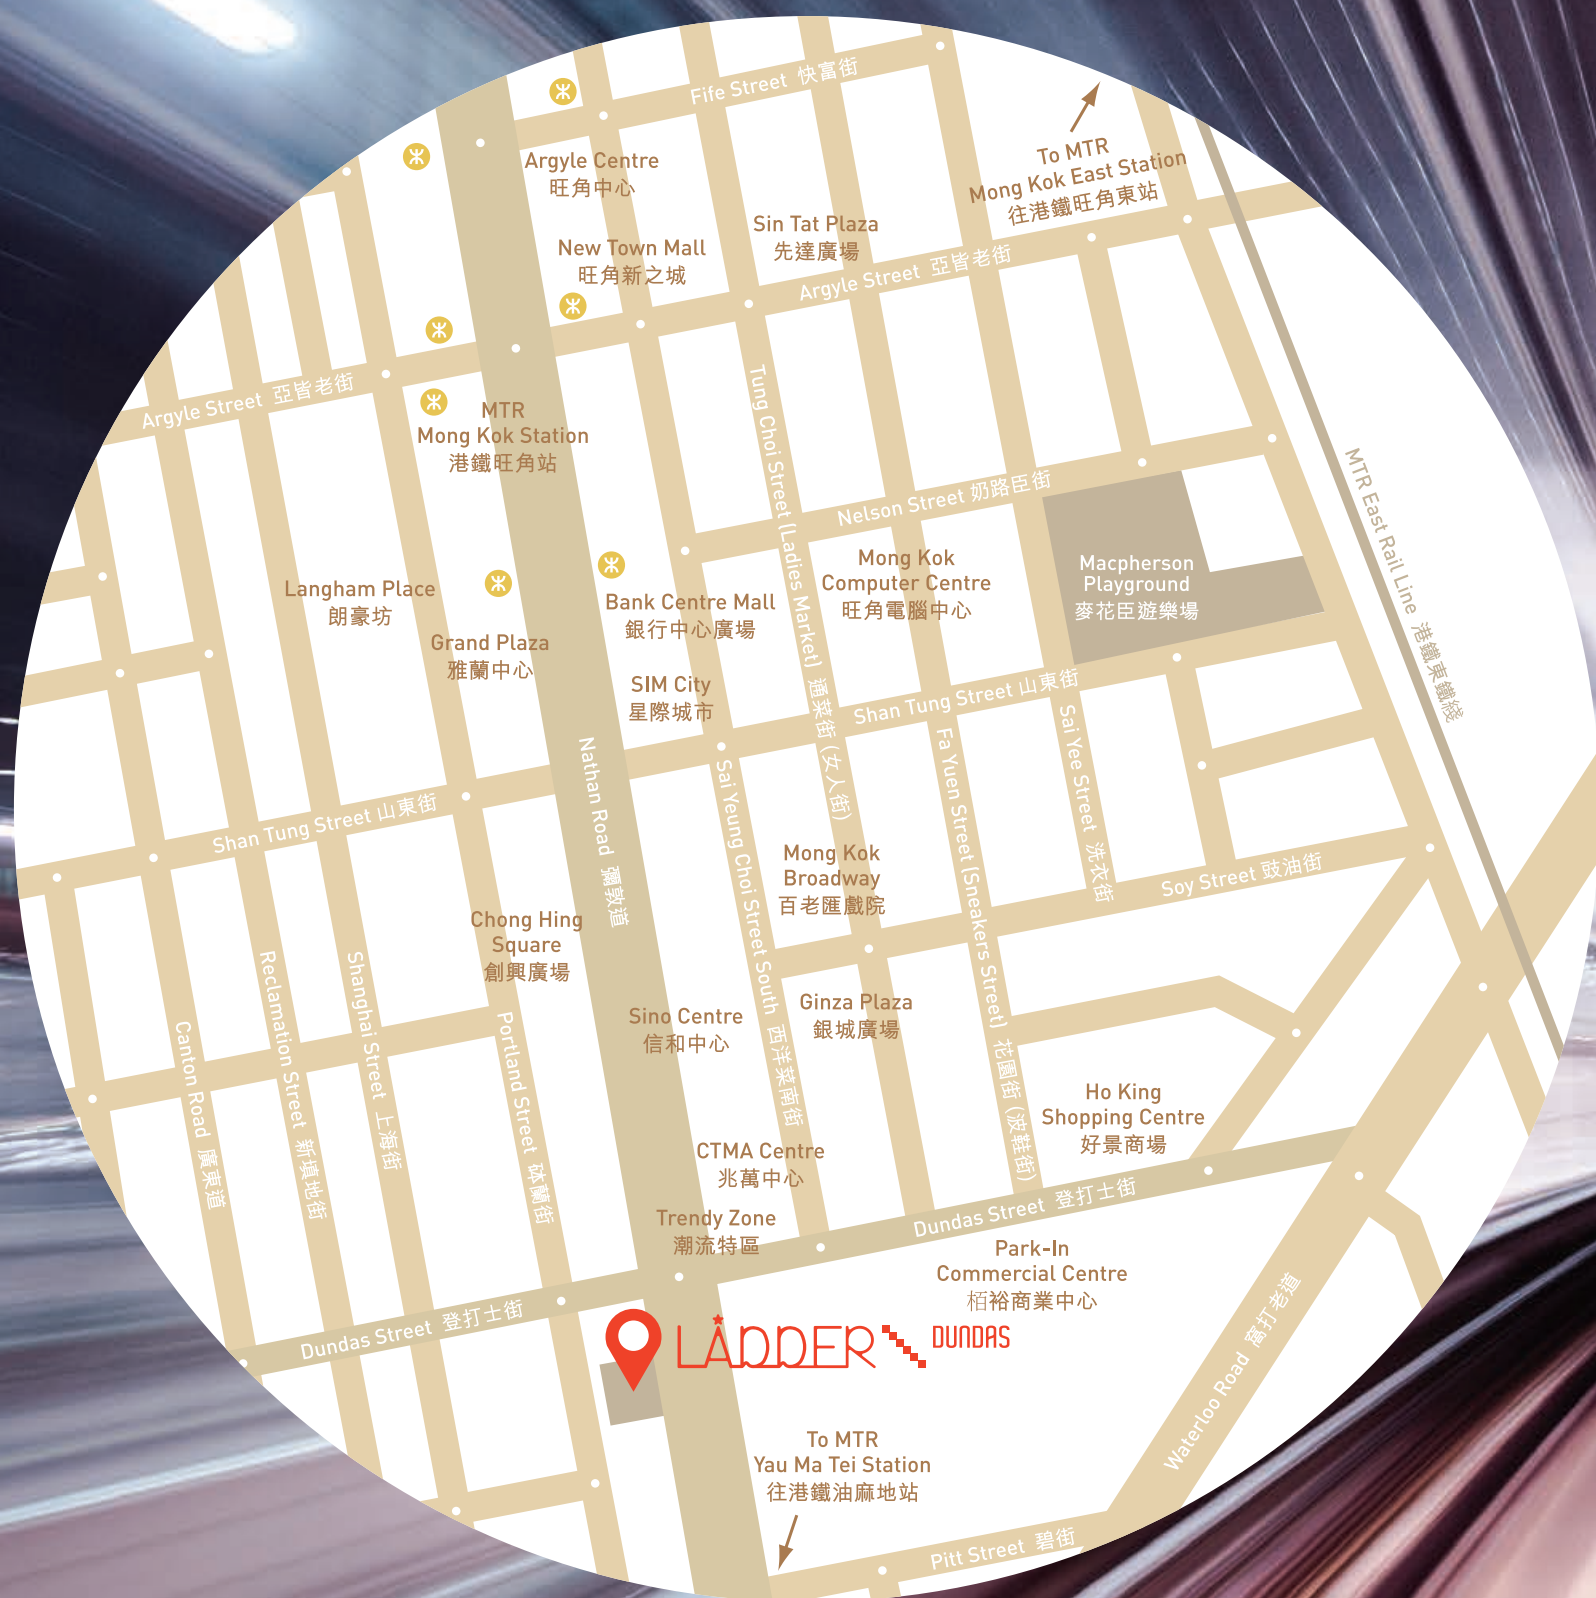 Fife Street 快富街
To MTR
Mong Kok East Station
往港鐵旺角東站
Argyle Centre
旺角中心
Sin Tat Plaza
先達廣場
New Town Mall
旺角新之城
Argyle Street 亞皆老街
Argyle Street 亞皆老街
MTR
Mong Kok Station
港鐵旺角站
Tung Choi Street (Ladies Market) 通菜街 (女人街)
Nelson Street 奶路臣街
MTR East Rail Line 港鐵東鐵綫
Langham Place
朗豪坊
Bank Centre Mall
銀行中心廣場
Mong Kok
Computer Centre
旺角電腦中心
Macpherson
Playground
麥花臣遊樂場
Grand Plaza
雅蘭中心
SIM City
星際城市
Shan Tung Street 山東街
Shan Tung Street 山東街
Nathan Road 彌敦道
Sai Yeung Choi Street South 西洋菜南街
Fa Yuen Street (Sneakers Street) 花園街 (波鞋街)
Sai Yee Street 洗衣街
Mong Kok
Broadway
百老匯戲院
Soy Street 豉油街
Chong Hing
Square
創興廣場
Ginza Plaza
銀城廣場
Sino Centre
信和中心
Canton Road 廣東道
Reclamation Street 新填地街
Shanghai Street 上海街
Portland Street 砵蘭街
Ho King
Shopping Centre
好景商場
CTMA Centre
兆萬中心
Trendy Zone
潮流特區
Dundas Street 登打士街
Park-In
Commercial Centre
栢裕商業中心
Dundas Street 登打士街
LADDER DUNDAS
Waterloo Road 窩打老道
To MTR
Yau Ma Tei Station
往港鐵油麻地站
Pitt Street 碧街